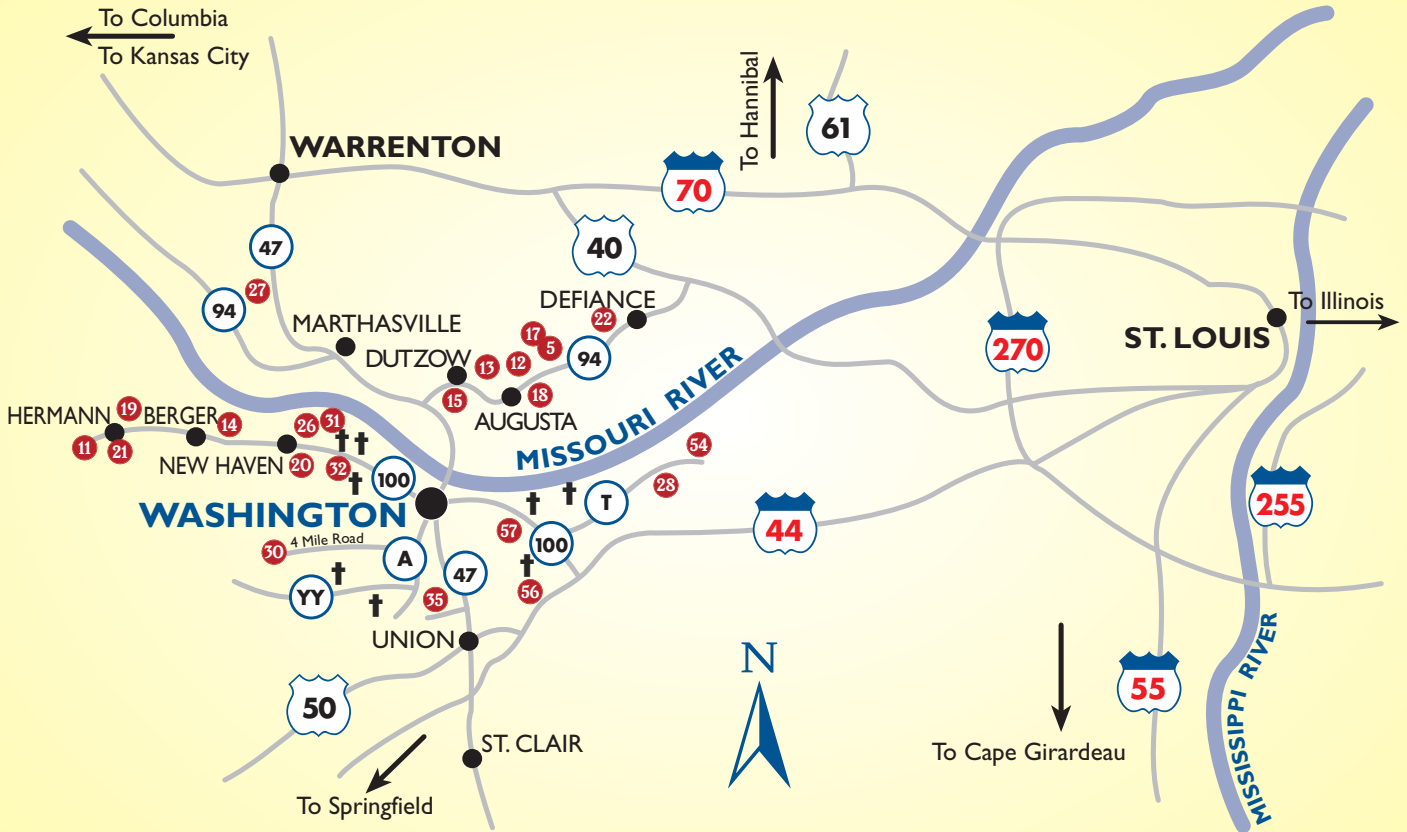 To Columbia
To Kansas City
To Hannibal
61
WARRENTON
70
47
40
27
94
DEFIANCE
22
MARTHASVILLE
17
5
94
DUTZOW
13
12
15
18
AUGUSTA
270
ST. LOUIS
To Illinois
HERMANN
19
BERGER
14
26
31
11
21
NEW HAVEN
20
32
100
MISSOURI RIVER
54
28
T
WASHINGTON
44
255
57
100
30
4 Mile Road
A
47
56
YY
35
UNION
N
55
50
MISSISSIPPI RIVER
ST. CLAIR
To Cape Girardeau
To Springfield